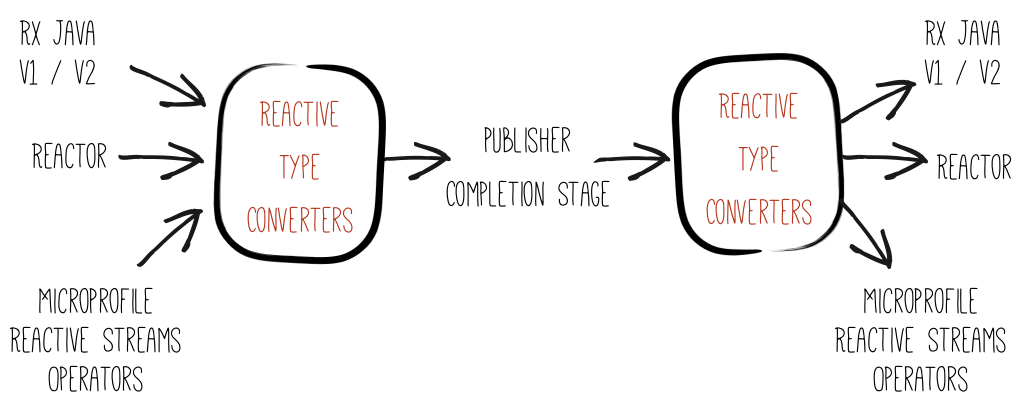 RX JAVA
V1 / V2
REACTOR
MICROPROFILE
REACTIVE STREAMS
OPERATORS
REACTIVE
TYPE
CONVERTERS
PUBLISHER
COMPLETION STAGE
REACTIVE
TYPE
CONVERTERS
RX JAVA
V1 / V2
REACTOR
MICROPROFILE
REACTIVE STREAMS
OPERATORS